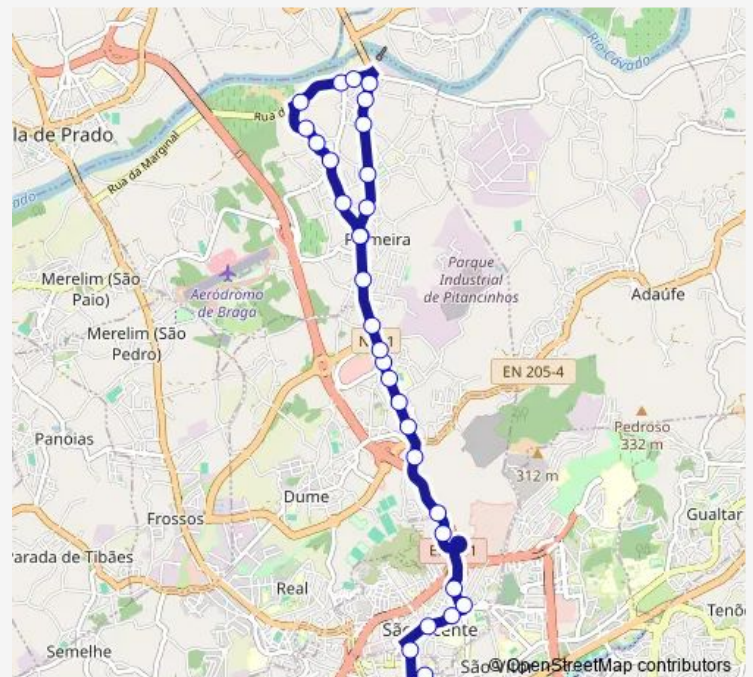 Rio Cávado
la de Prado
Rua d
Rua da Marginal
Parque
Industrial
de Pitancinhos
Merelim (São
Paio)
Aeródromo
de Braga
Adaúfe
Merelim (São
Pedro)
EN 205-4
Pedroso
332 m
Panoias
312 m
Dume
Frossos
Gualtar
arada de Tibães
Real
Semelhe
© OpenStreetMap contributors